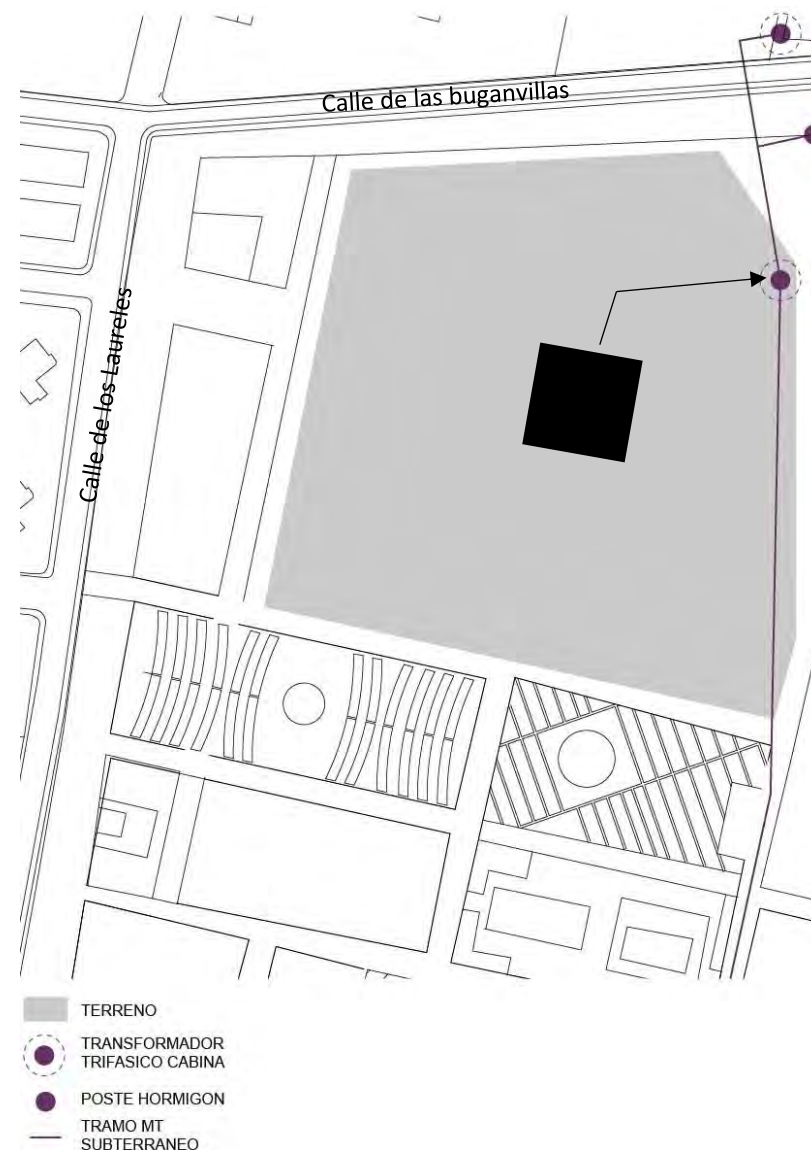 Calle de las buganvillas
Calle de los Laureles
TERRENO
TRANSFORMADOR
TRIFASICO CABINA
POSTE HORMIGON
TRAMO MT
SUBTERRANEO